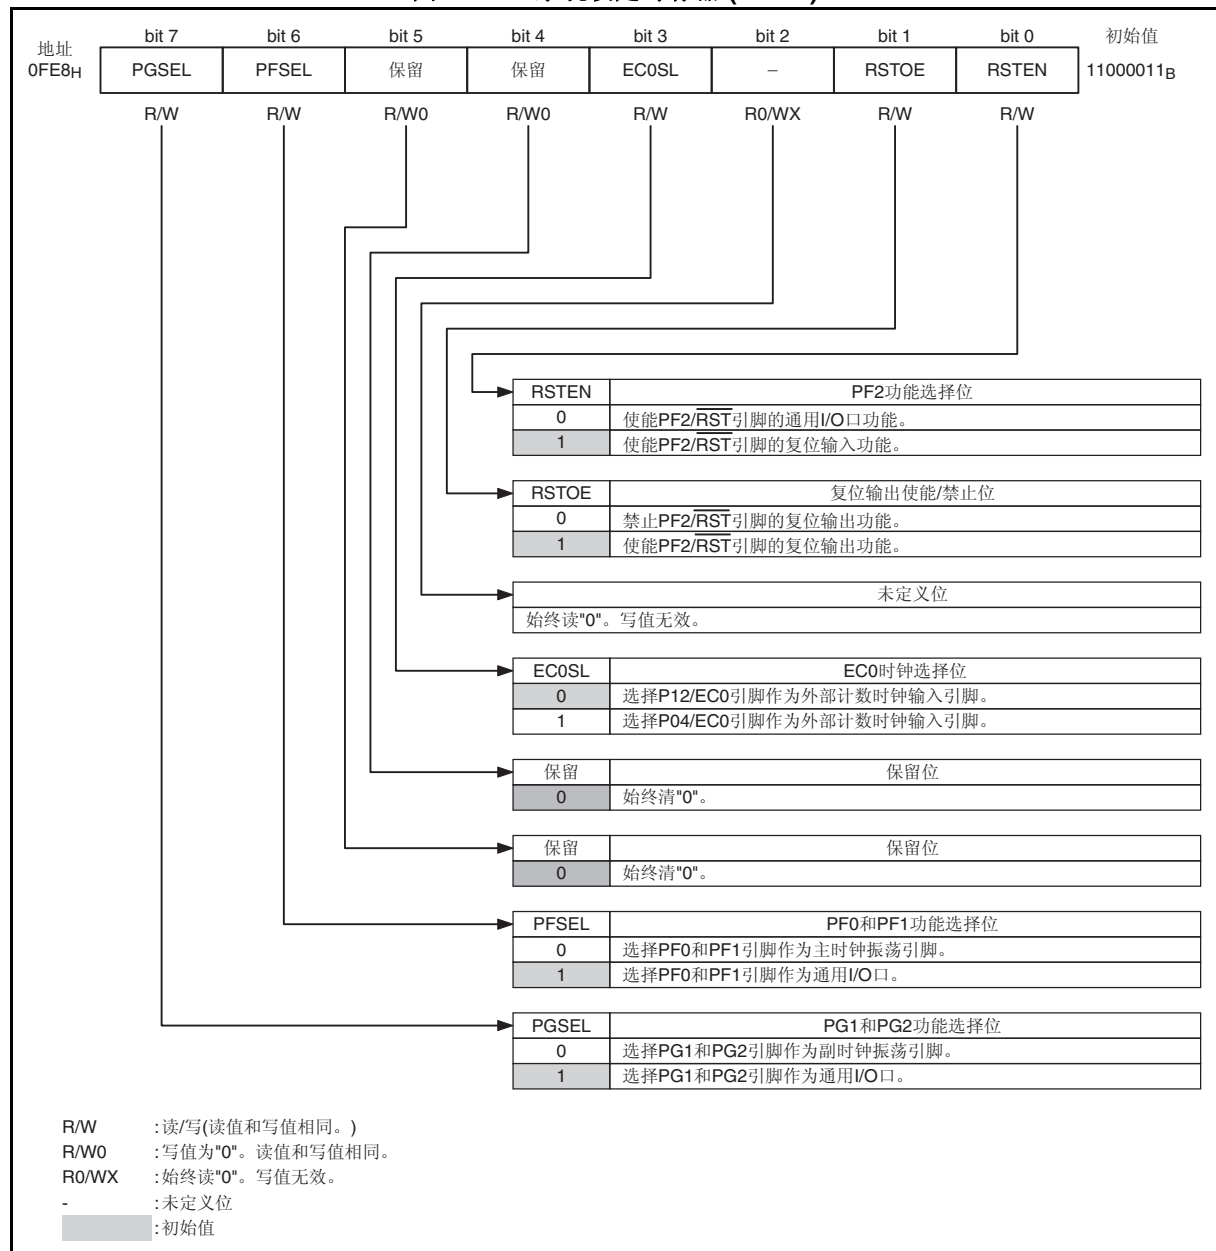 bit 7 bit 6 bit 5 bit 4 bit 3 bit 2 bit 1 bit 0 初始值
地址
0FE8H PGSEL PFSEL 保留 保留 EC0SL – RSTOE RSTEN 11000011B
R/W R/W R/W0 R/W0 R/W R0/WX R/W R/W
RSTEN PF2功能选择位
0 使能PF2/RST引脚的通用I/O口功能。
1 使能PF2/RST引脚的复位输入功能。
RSTOE 复位输出使能/禁止位
0 禁止PF2/RST引脚的复位输出功能。
1 使能PF2/RST引脚的复位输出功能。
未定义位
始终读"0"。写值无效。
EC0SL EC0时钟选择位
0 选择P12/EC0引脚作为外部计数时钟输入引脚。
1 选择P04/EC0引脚作为外部计数时钟输入引脚。
保留 保留位
0 始终清"0"。
保留 保留位
0 始终清"0"。
PFSEL PF0和PF1功能选择位
0 选择PF0和PF1引脚作为主时钟振荡引脚。
1 选择PF0和PF1引脚作为通用I/O口。
PGSEL PG1和PG2功能选择位
0 选择PG1和PG2引脚作为副时钟振荡引脚。
1 选择PG1和PG2引脚作为通用I/O口。
R/W :读/写(读值和写值相同。)
R/W0 :写值为"0"。读值和写值相同。
R0/WX :始终读"0"。写值无效。
- :未定义位
:初始值